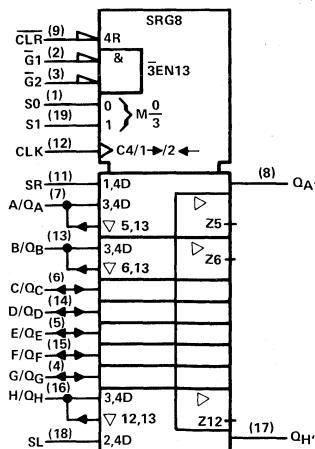 SRG8
CLR (9) 4R
G1 (2) &
G2 (3) 3EN13
S0 (1) 0 } M 0/3
S1 (19) 1
CLK (12) C4/1→/2←
SR (11) 1,4D (8) QA'
A/QA (7) 3,4D ▷
▽ 5,13 Z5
B/QB (13) 3,4D ▷
▽ 6,13 Z6
C/QC (6)
D/QD (14)
E/QE (5)
F/QF (15)
G/QG (4)
H/QH (16) 3,4D ▷
▽ 12,13 Z12
SL (18) 2,4D (17) QH'